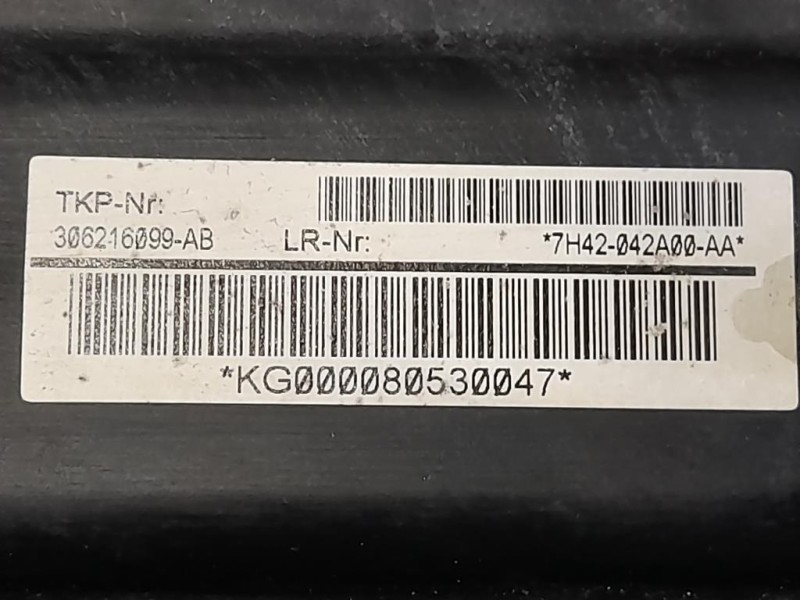 TKP-Nr:
306216099-AB LR-Nr: *7H42-042A00-AA*
*KG000080530047*